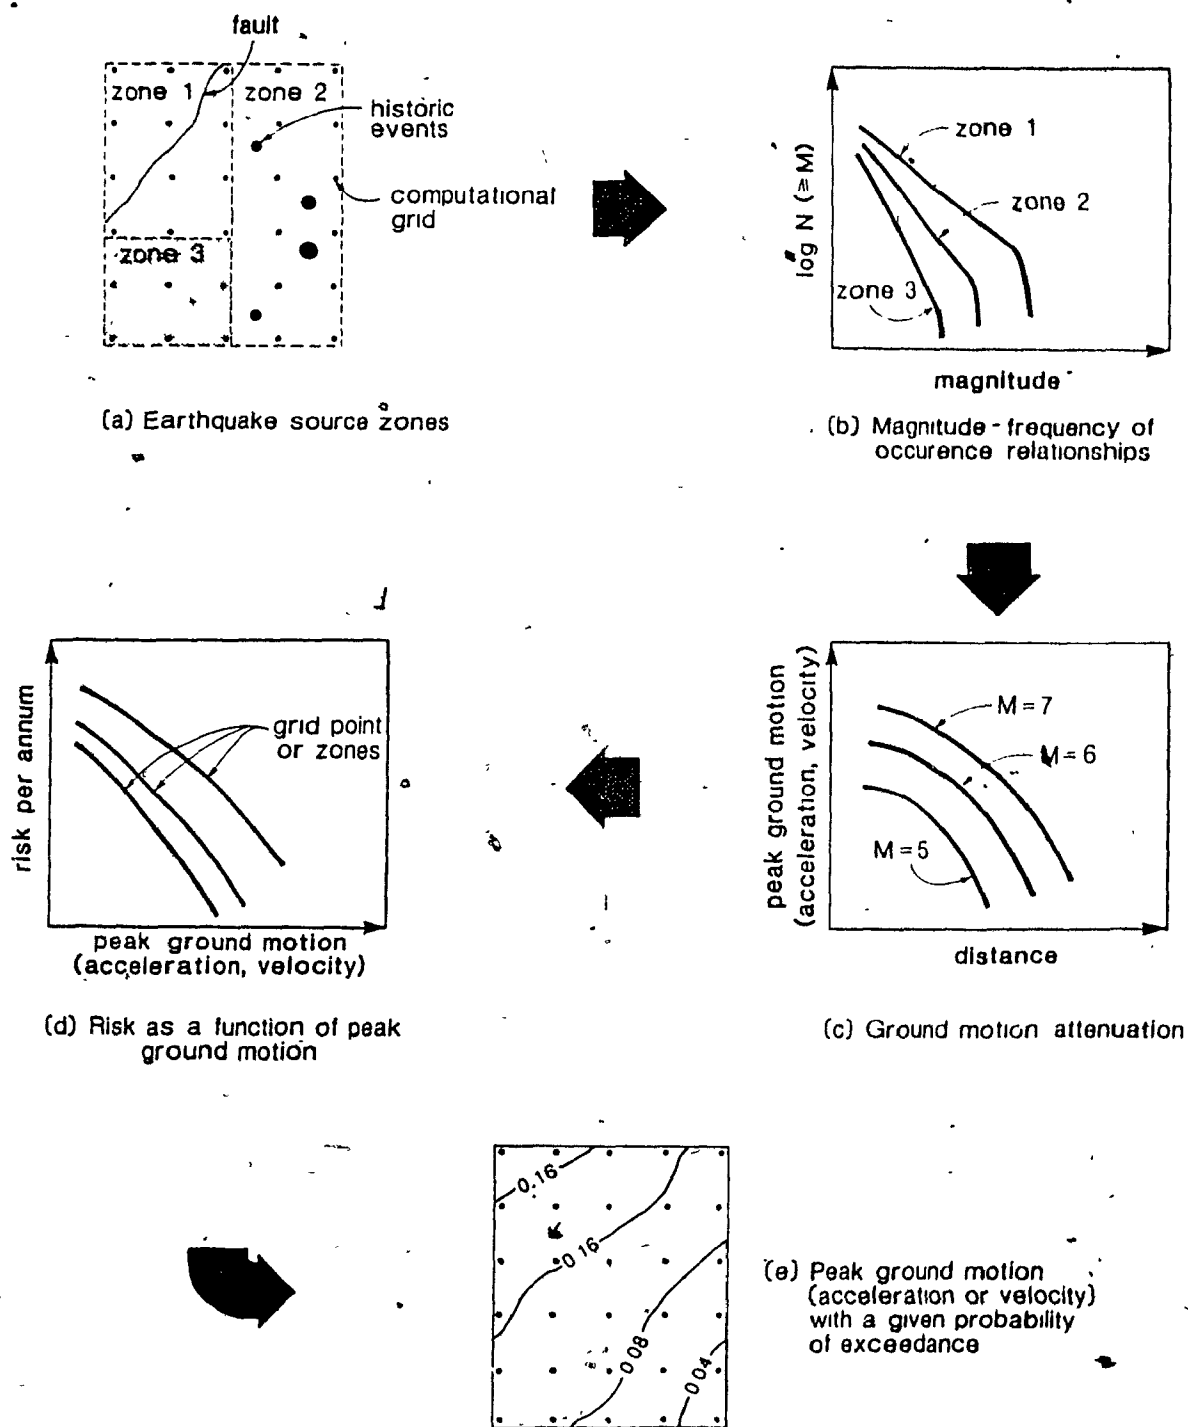 fault
zone 1
zone 2
historic
events
computational
grid
zone 3
(a) Earthquake source zones
log N (≥M)
zone 1
zone 2
zone 3
magnitude
(b) Magnitude-frequency of
occurence relationships
peak ground motion
(acceleration, velocity)
M=7
M=6
M=5
distance
(c) Ground motion attenuation
risk per annum
grid point
or zones
peak ground motion
(acceleration, velocity)
(d) Risk as a function of peak
ground motion
0.16
0.16
0.08
0.04
(e) Peak ground motion
(acceleration or velocity)
with a given probability
of exceedance